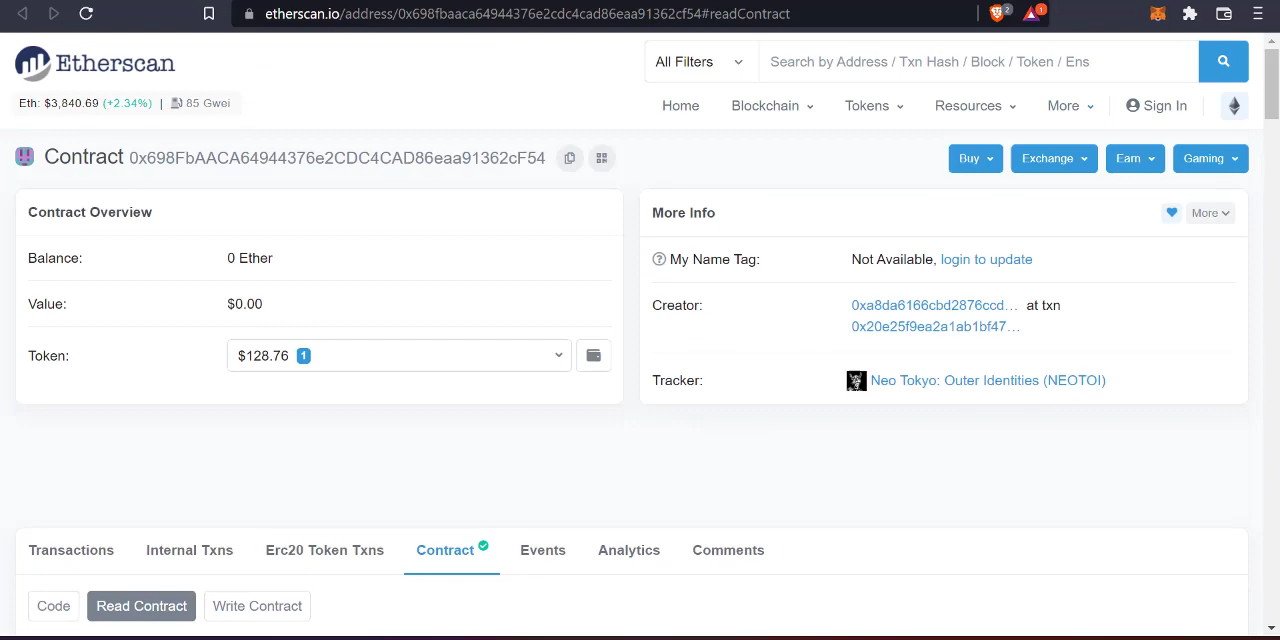 etherscan.io/address/0x698fbaaca64944376e2cdc4cad86eaa91362cf54#readContract
2
1
Etherscan
All Filters
Search by Address / Txn Hash / Block / Token / Ens
Eth: $3,840.69 (+2.34%) | 85 Gwei
Home Blockchain Tokens Resources More Sign In
Contract 0x698FbAACA64944376e2CDC4CAD86eaa91362cF54
Buy Exchange Earn Gaming
Contract Overview
Balance: 0 Ether
Value: $0.00
Token: $128.76 1
More Info
More
My Name Tag: Not Available, login to update
Creator: 0xa8da6166cbd2876ccd... at txn
0x20e25f9ea2a1ab1bf47...
Tracker: Neo Tokyo: Outer Identities (NEOTOI)
Transactions Internal Txns Erc20 Token Txns Contract Events Analytics Comments
Code Read Contract Write Contract